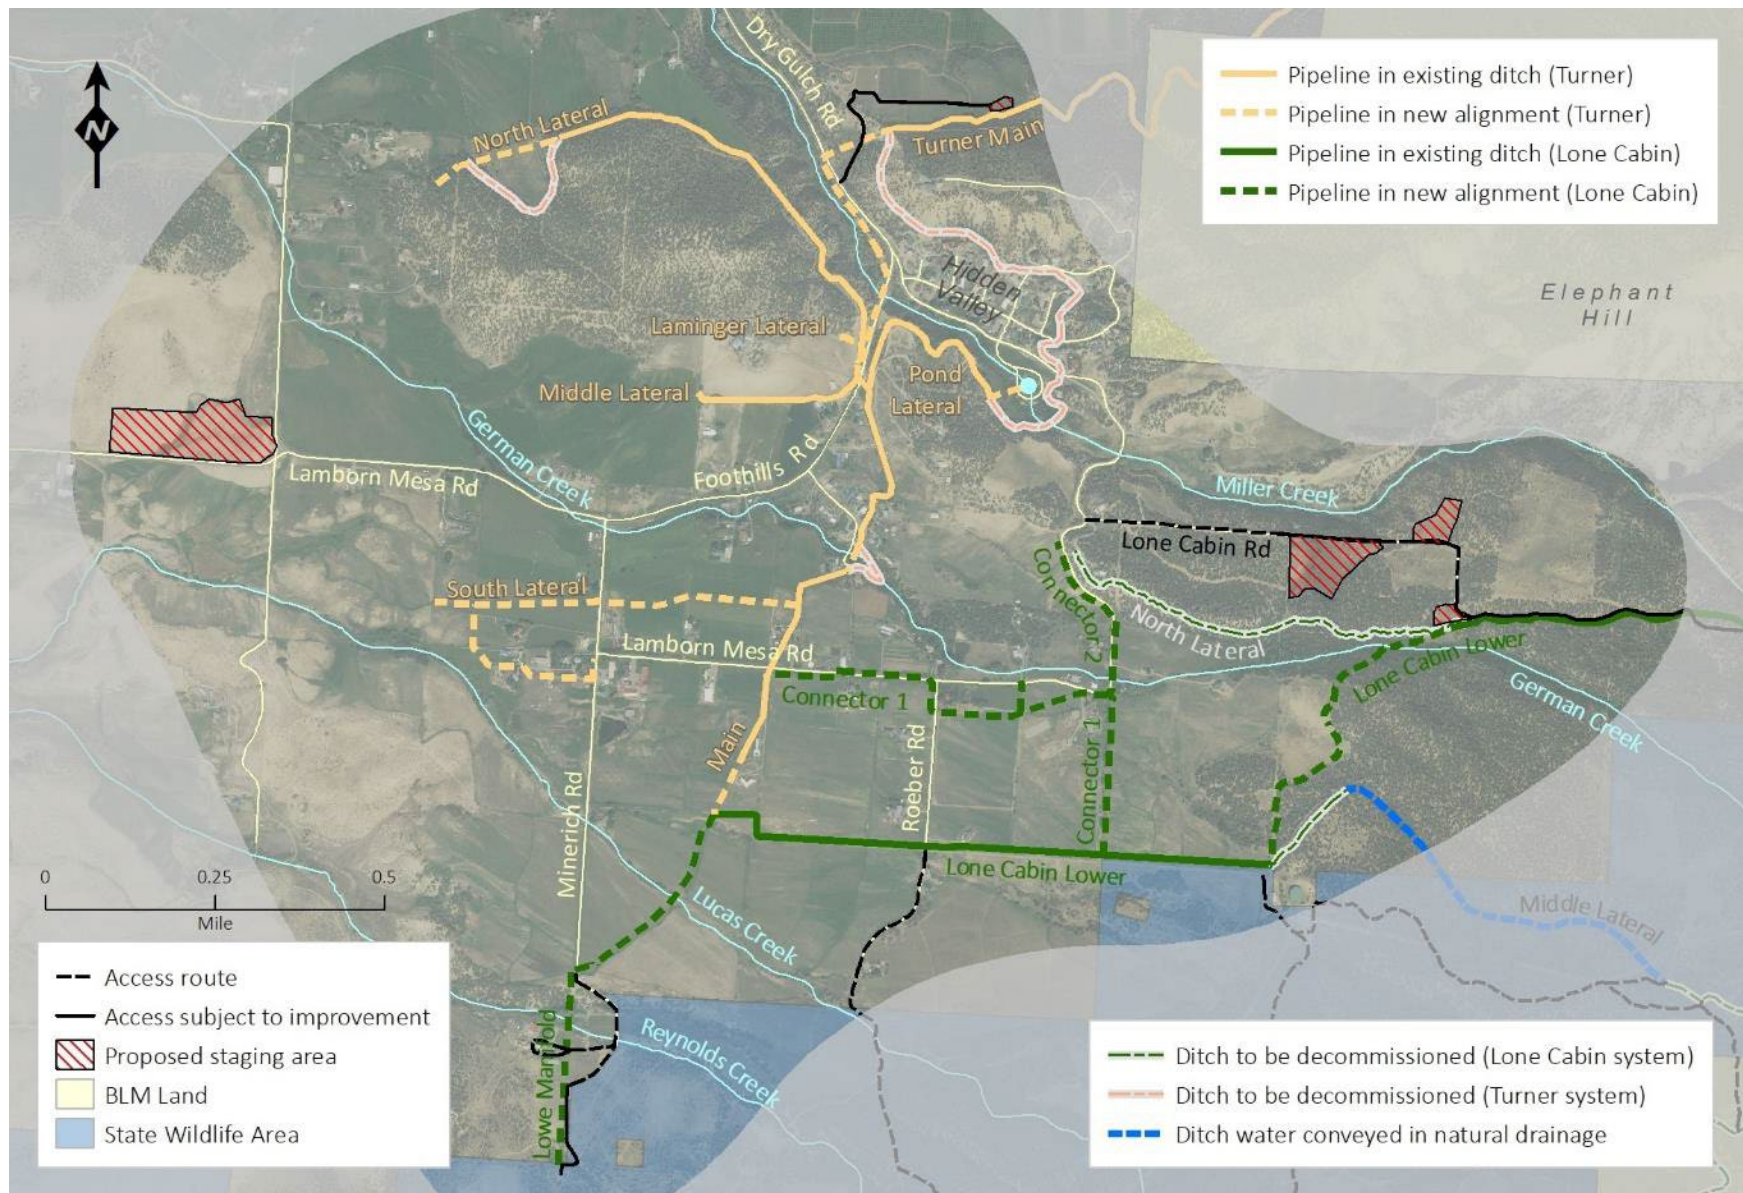 Dry Gulch Rd
Pipeline in existing ditch (Turner)
Pipeline in new alignment (Turner)
Pipeline in existing ditch (Lone Cabin)
Pipeline in new alignment (Lone Cabin)
N
North Lateral
Turner Main
Hidden
Valley
Elephant
Hill
Laminger Lateral
Middle Lateral
Pond
Lateral
German Creek
Foothills Rd
Lamborn Mesa Rd
Miller Creek
Lone Cabin Rd
Connector 2
North Lateral
South Lateral
Lamborn Mesa Rd
Lone Cabin Lower
German Creek
Connector 1
Main
Roeber Rd
Connector 1
Minerich Rd
Lone Cabin Lower
Middle Lateral
Lucas Creek
0 0.25 0.5
Mile
Lowe Manifold
Reynolds Creek
Access route
Access subject to improvement
Proposed staging area
BLM Land
State Wildlife Area
Ditch to be decommissioned (Lone Cabin system)
Ditch to be decommissioned (Turner system)
Ditch water conveyed in natural drainage